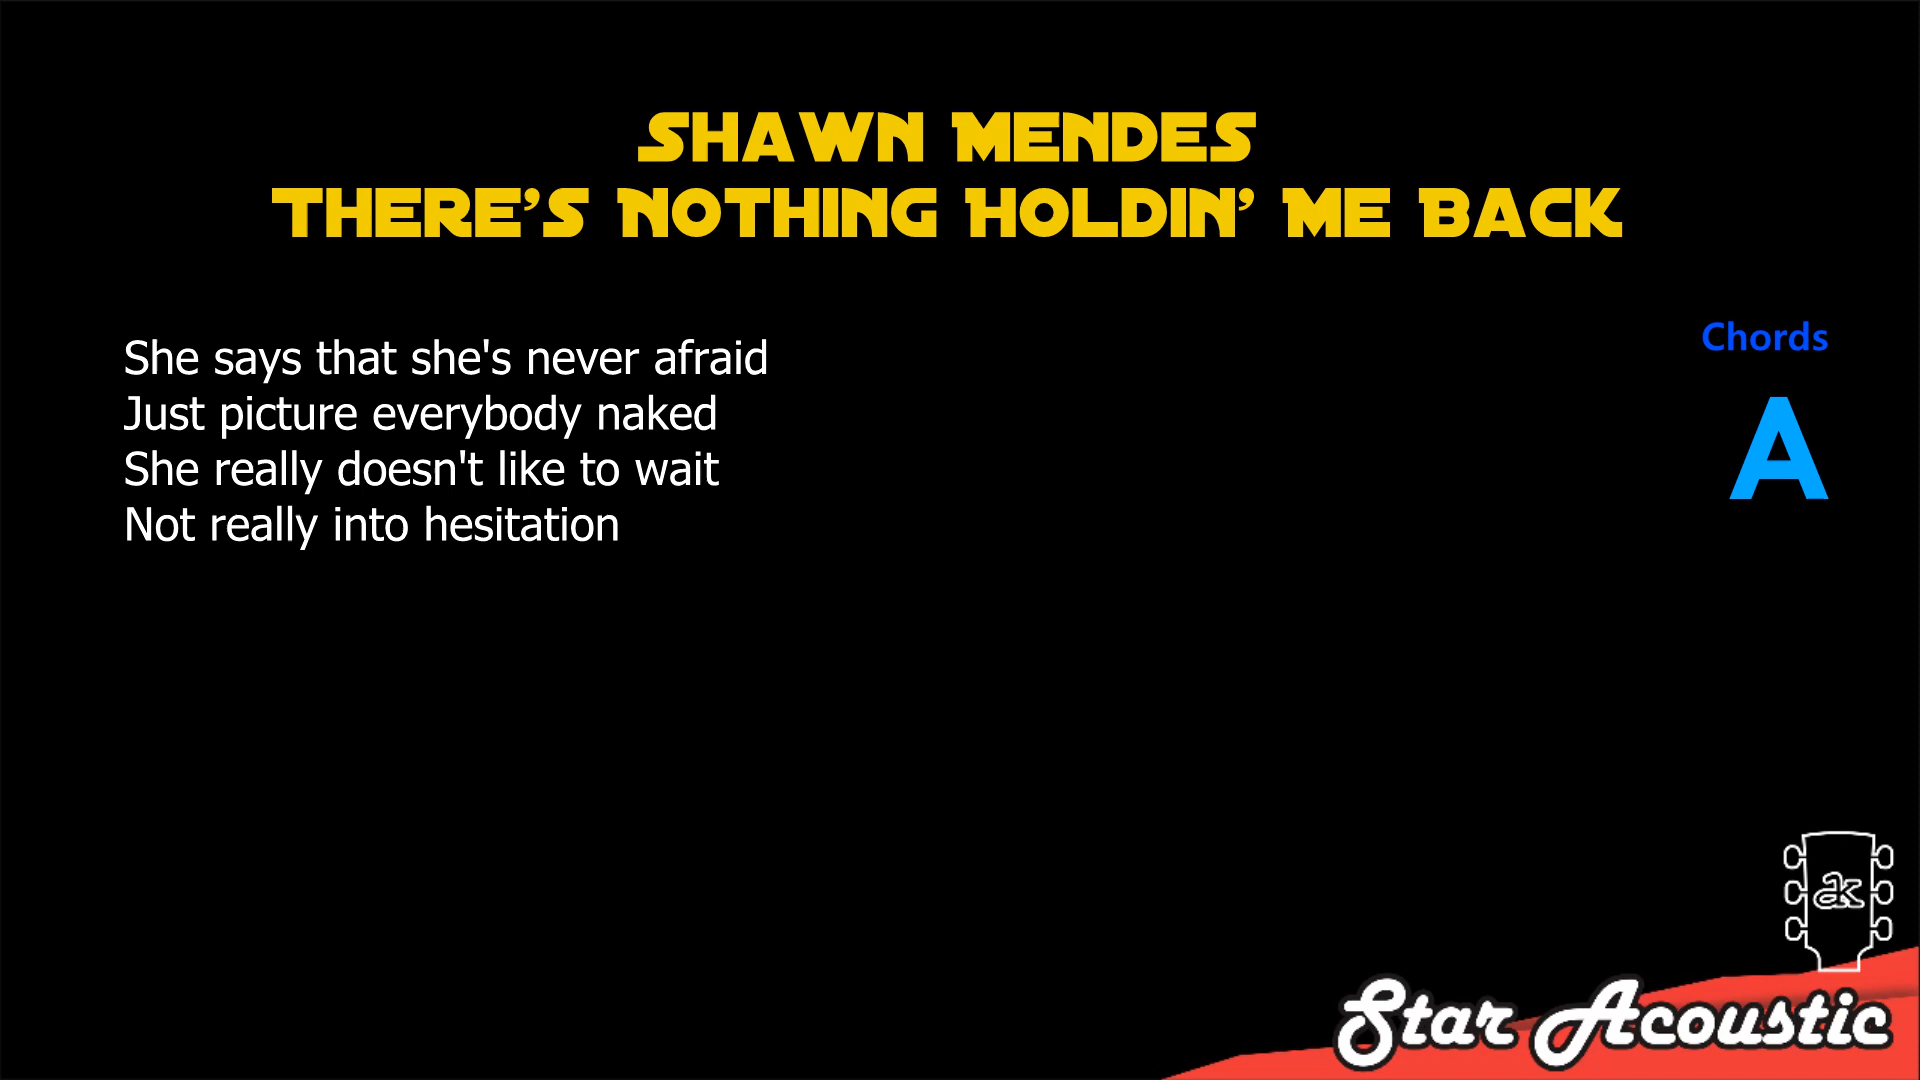 Shawn Mendes
There’s Nothing Holdin’ Me Back
She says that she's never afraid
Just picture everybody naked
She really doesn't like to wait
Not really into hesitation
Chords
A
ak
Star Acoustic